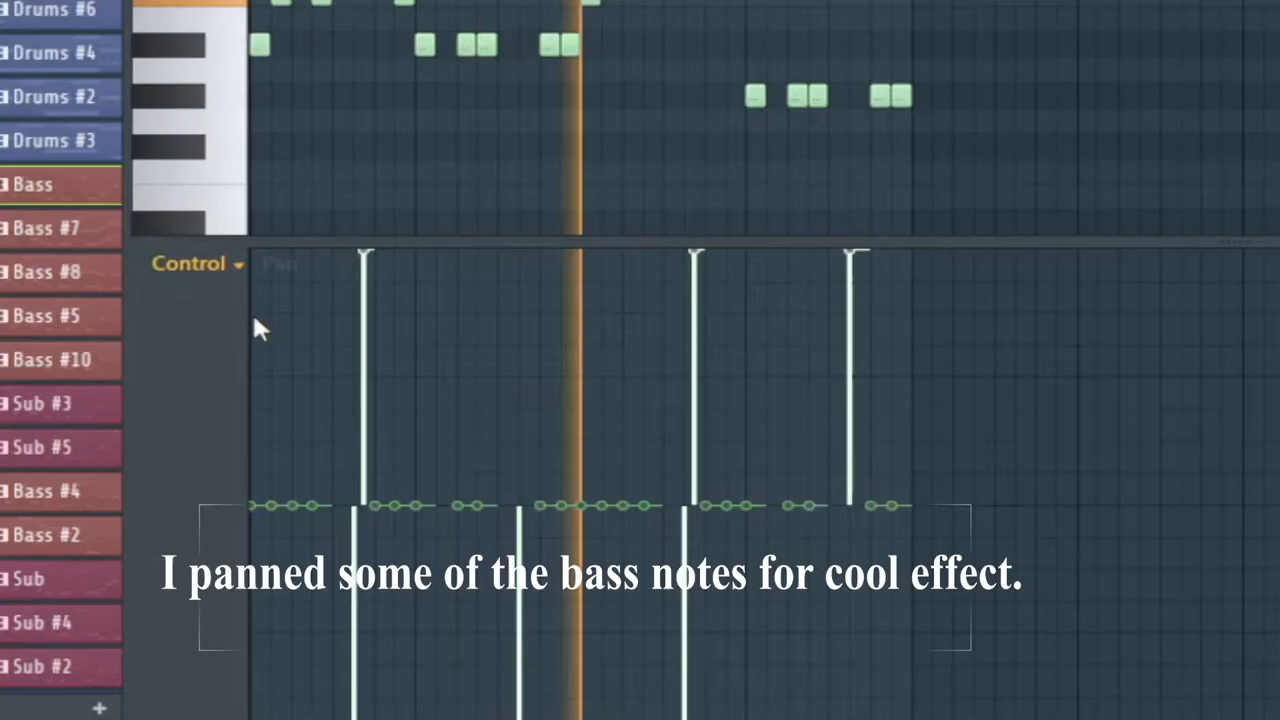 Drums #6
Drums #4
Drums #2
Drums #3
Bass
Bass #7
Bass #8
Bass #5
Bass #10
Sub #3
Sub #5
Bass #4
Bass #2
Sub
Sub #4
Sub #2
+
Control
Pan
I panned some of the bass notes for cool effect.